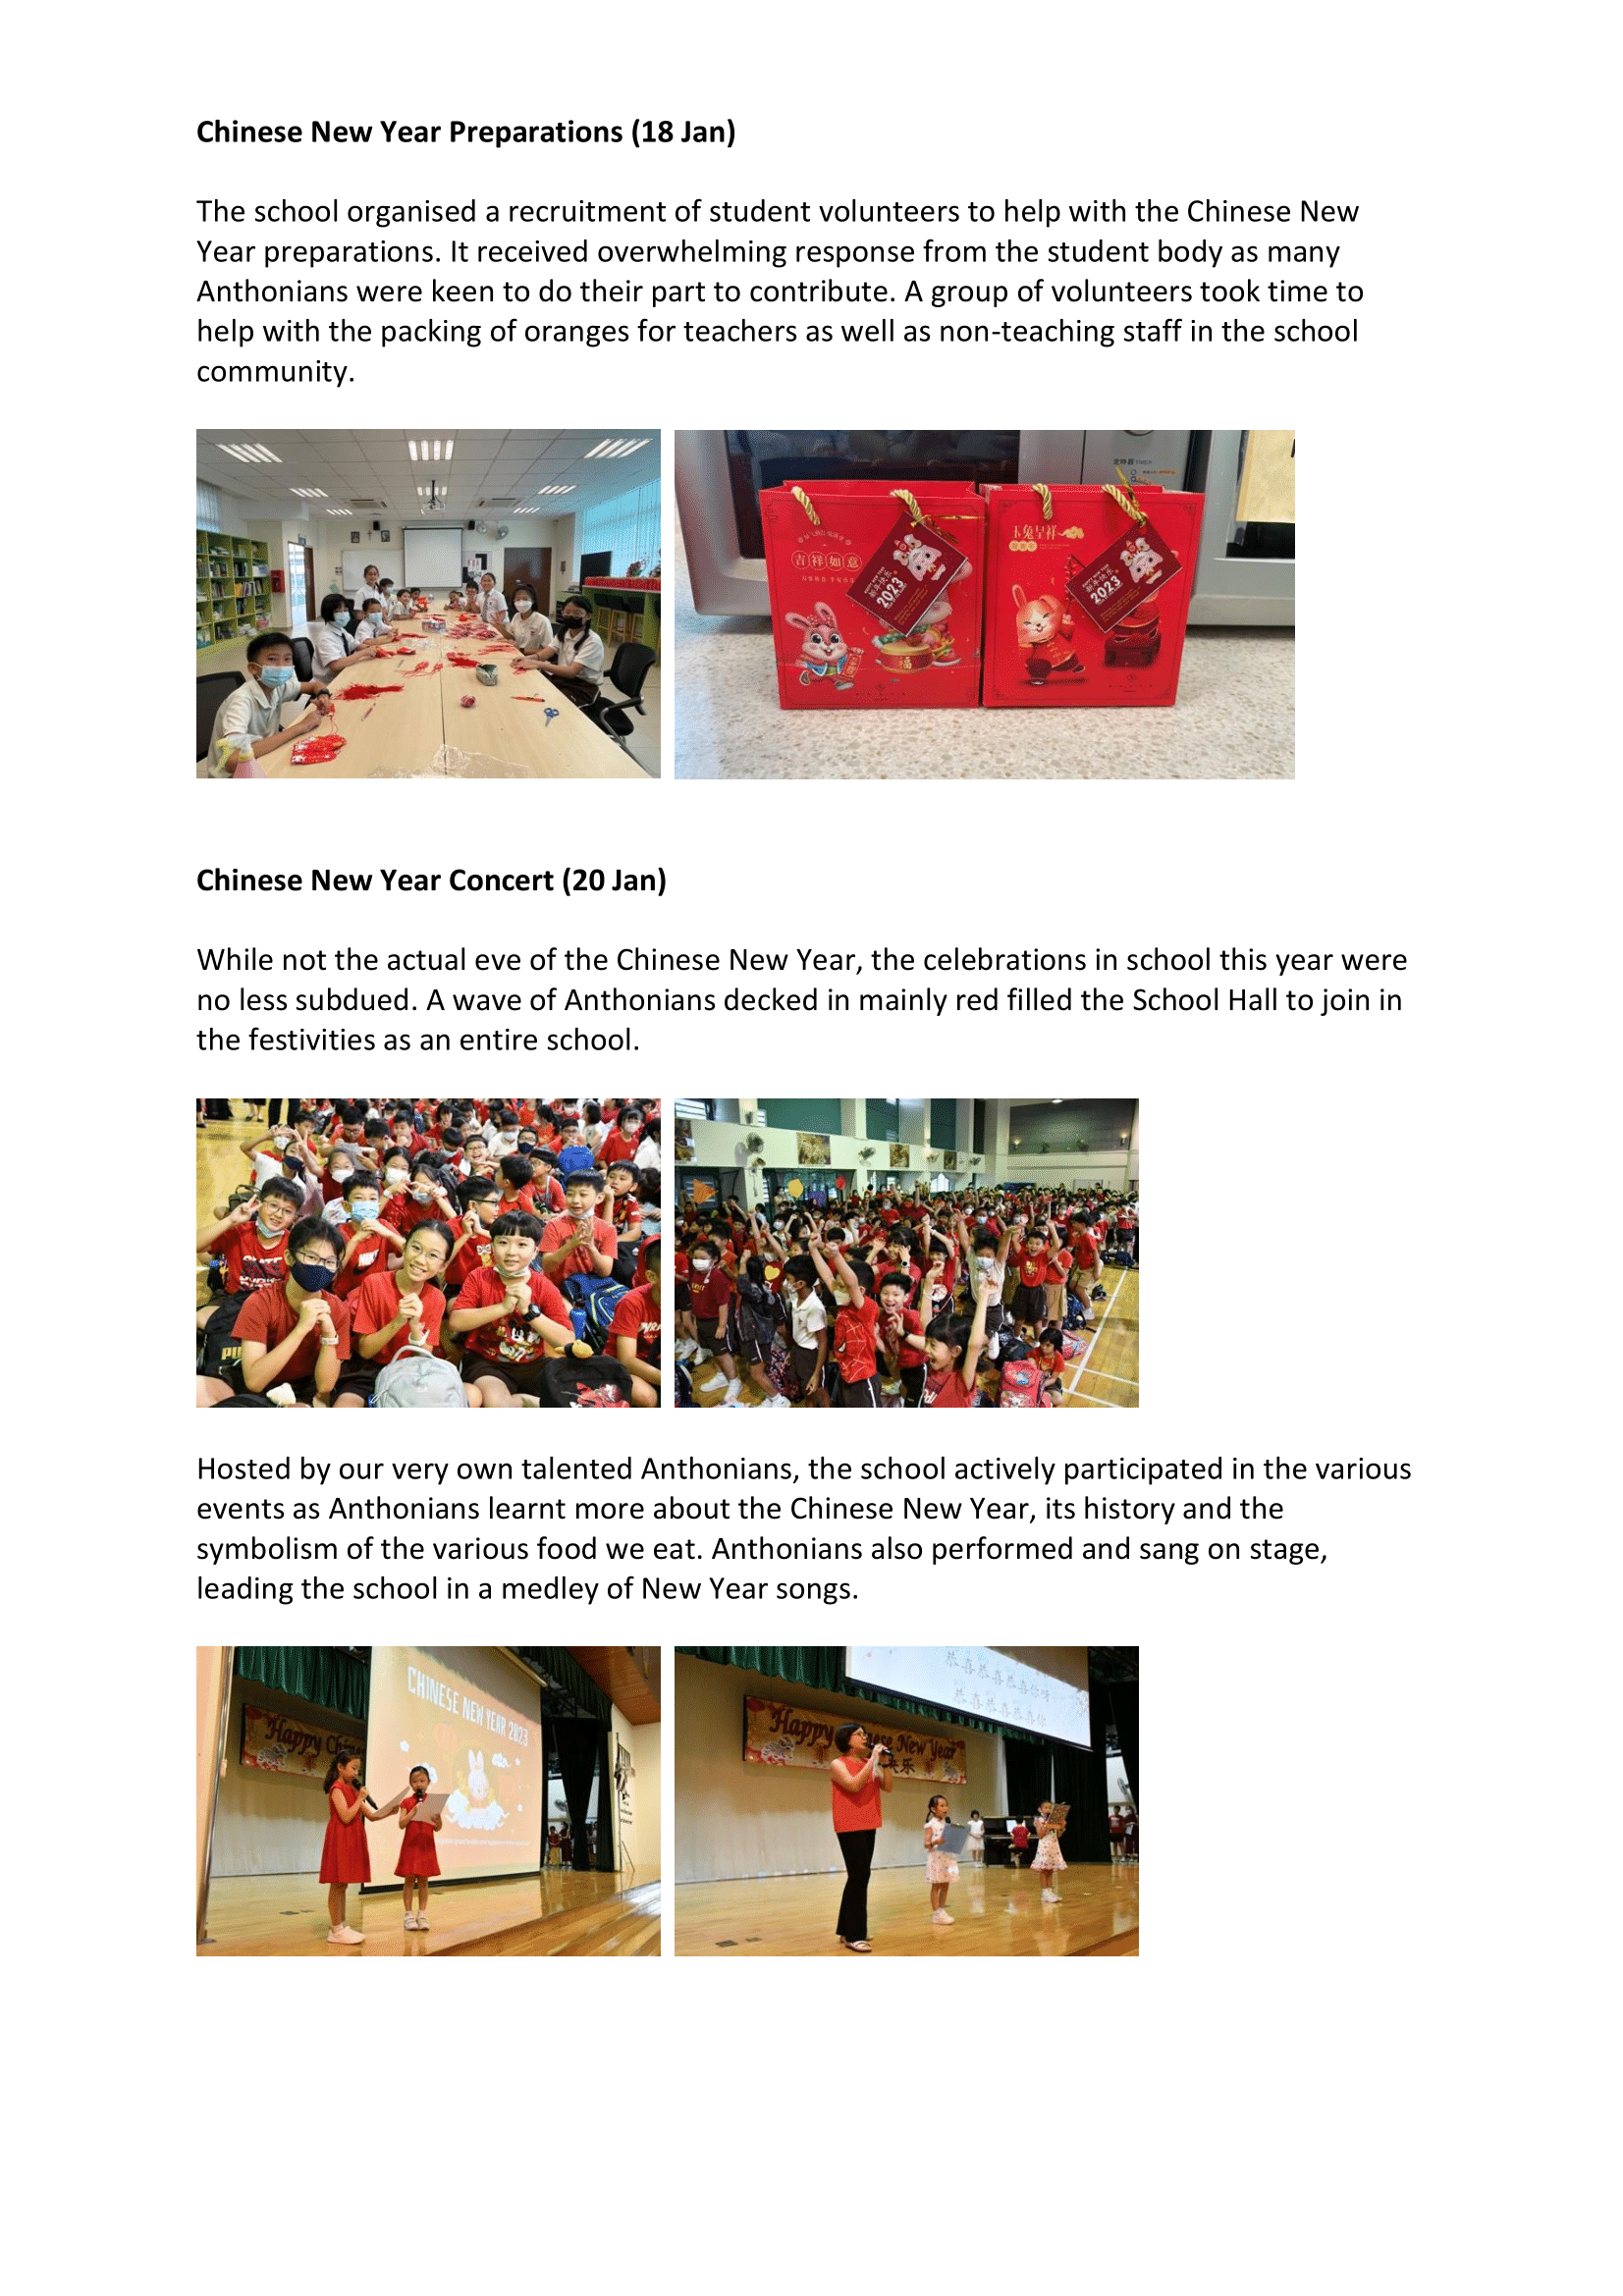 Chinese New Year Preparations (18 Jan)
The school organised a recruitment of student volunteers to help with the Chinese New
Year preparations. It received overwhelming response from the student body as many
Anthonians were keen to do their part to contribute. A group of volunteers took time to
help with the packing of oranges for teachers as well as non-teaching staff in the school
community.
吉祥如意
2023
福
玉兔呈祥
2023
Chinese New Year Concert (20 Jan)
While not the actual eve of the Chinese New Year, the celebrations in school this year were
no less subdued. A wave of Anthonians decked in mainly red filled the School Hall to join in
the festivities as an entire school.
Hosted by our very own talented Anthonians, the school actively participated in the various
events as Anthonians learnt more about the Chinese New Year, its history and the
symbolism of the various food we eat. Anthonians also performed and sang on stage,
leading the school in a medley of New Year songs.
CHINESE NEW YEAR 2023
Happy
恭喜恭喜恭喜你呀
恭喜恭喜恭喜你
Happy Chinese New Year
快乐